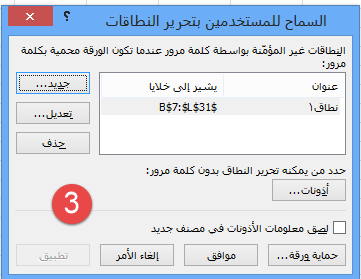 السماح للمستخدمين بتحرير النطاقات
؟
النطاقات غير المؤمّنة بواسطة كلمة مرور عندما تكون الورقة محمية بكلمة
مرور:
عنوان يشير إلى خلايا
نطاق١ $B$7:$L$31
جديد...
تعديل...
حذف
حدد من يمكنه تحرير النطاق بدون كلمة مرور:
أذونات...
3
لصق معلومات الأذونات في مصنف جديد
حماية ورقة... موافق إلغاء الأمر تطبيق